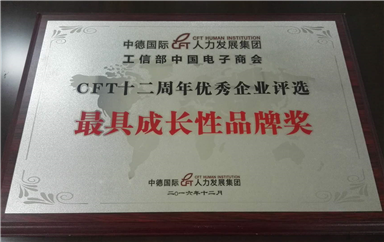 中德国际 CFT HUMAN INSTITUTION 人力发展集团
工信部中国电子商会
CFT十二周年优秀企业评选
最具成长性品牌奖
中德国际 CFT HUMAN INSTITUTION 人力发展集团
二〇一六年十二月